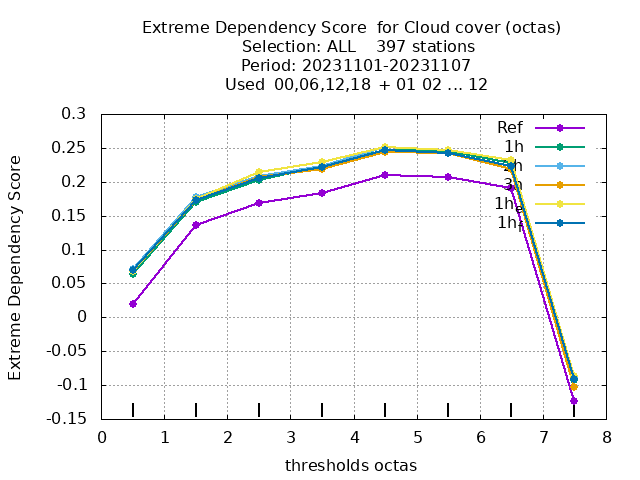 Extreme Dependency Score  for Cloud cover (octas)
Selection: ALL    397 stations
Period: 20231101-20231107
Used  00,06,12,18  + 01 02 ... 12
Extreme Dependency Score
0.3
0.25
0.2
0.15
0.1
0.05
0
-0.05
-0.1
-0.15
0 1 2 3 4 5 6 7 8
thresholds octas
Ref
1h
2h
3h
1h
1h